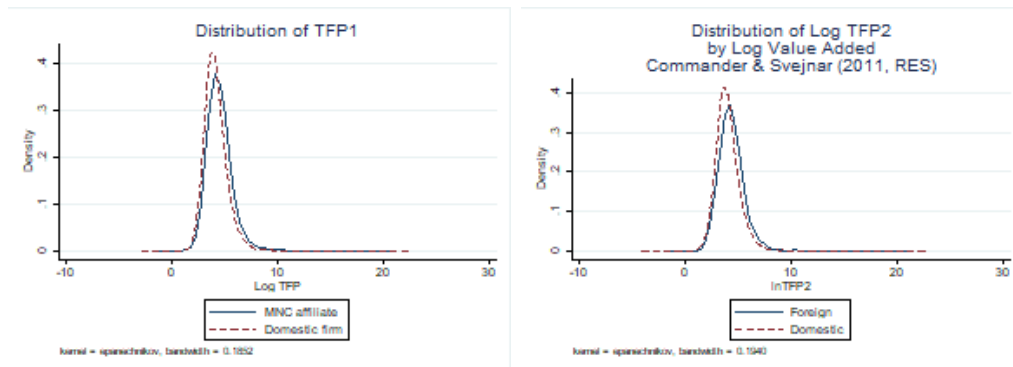 Distribution of TFP1
Density
.4
.3
.2
.1
0
-10 0 10 20 30
Log TFP
MNC affiliate
Domestic firm
kernel = epanechnikov, bandwidth = 0.1852
Distribution of Log TFP2
by Log Value Added
Commander & Svejnar (2011, RES)
Density
.4
.3
.2
.1
0
-10 0 10 20 30
lnTFP2
Foreign
Domestic
kernel = epanechnikov, bandwidth = 0.1940